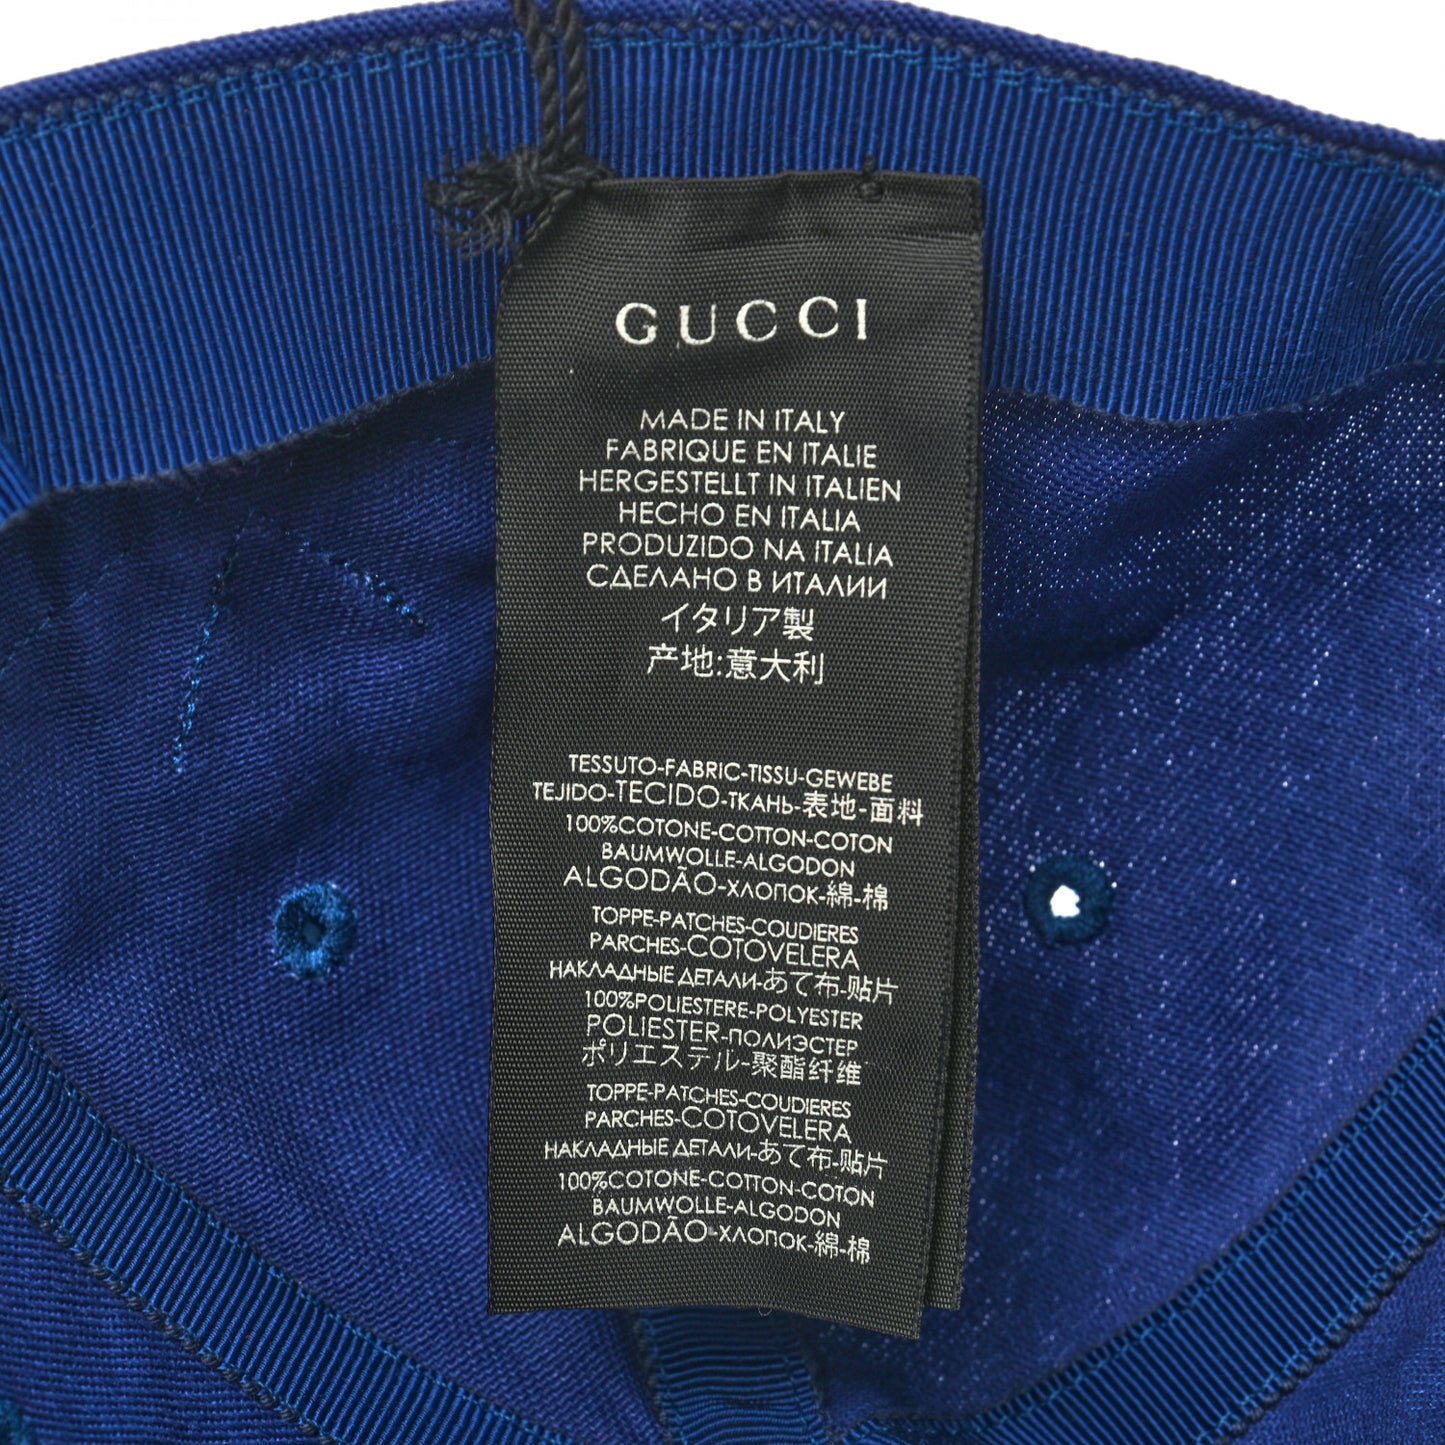 GUCCI
MADE IN ITALY
FABRIQUE EN ITALIE
HERGESTELLT IN ITALIEN
HECHO EN ITALIA
PRODUZIDO NA ITALIA
СДЕЛАНО В ИТАЛИИ
イタリア製
产地:意大利
TESSUTO-FABRIC-TISSU-GEWEBE
TEJIDO-TECIDO-ТКАНЬ-表地-面料
100%COTONE-COTTON-COTON
BAUMWOLLE-ALGODON
ALGODÃO-ХЛОПОК-綿-棉
TOPPE-PATCHES-COUDIERES
PARCHES-COTOVELERA
НАКЛАДНЫЕ ДЕТАЛИ-あて布-贴片
100%POLIESTERE-POLYESTER
POLIESTER-ПОЛИЭСТЕР
ポリエステル-聚酯纤维
TOPPE-PATCHES-COUDIERES
PARCHES-COTOVELERA
НАКЛАДНЫЕ ДЕТАЛИ-あて布-贴片
100%COTONE-COTTON-COTON
BAUMWOLLE-ALGODON
ALGODÃO-ХЛОПОК-綿-棉